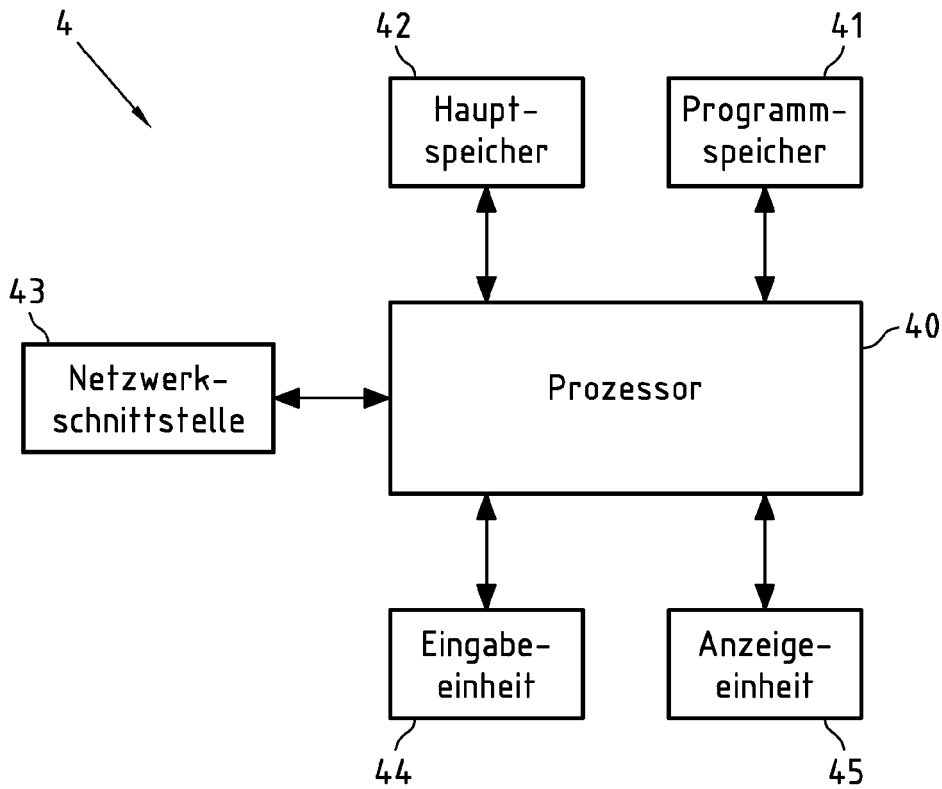 4
42
41
Haupt-
speicher
Programm-
speicher
43
40
Netzwerk-
schnittstelle
Prozessor
Eingabe-
einheit
Anzeige-
einheit
44
45